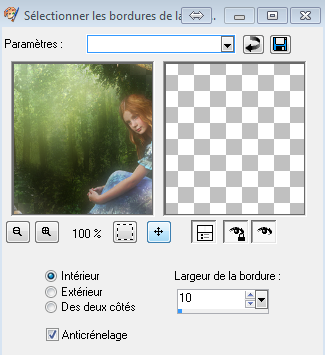 Sélectionner les bordures de la
Paramètres :
100 %
Intérieur
Extérieur
Des deux côtés
Anticrénelage
Largeur de la bordure :
10